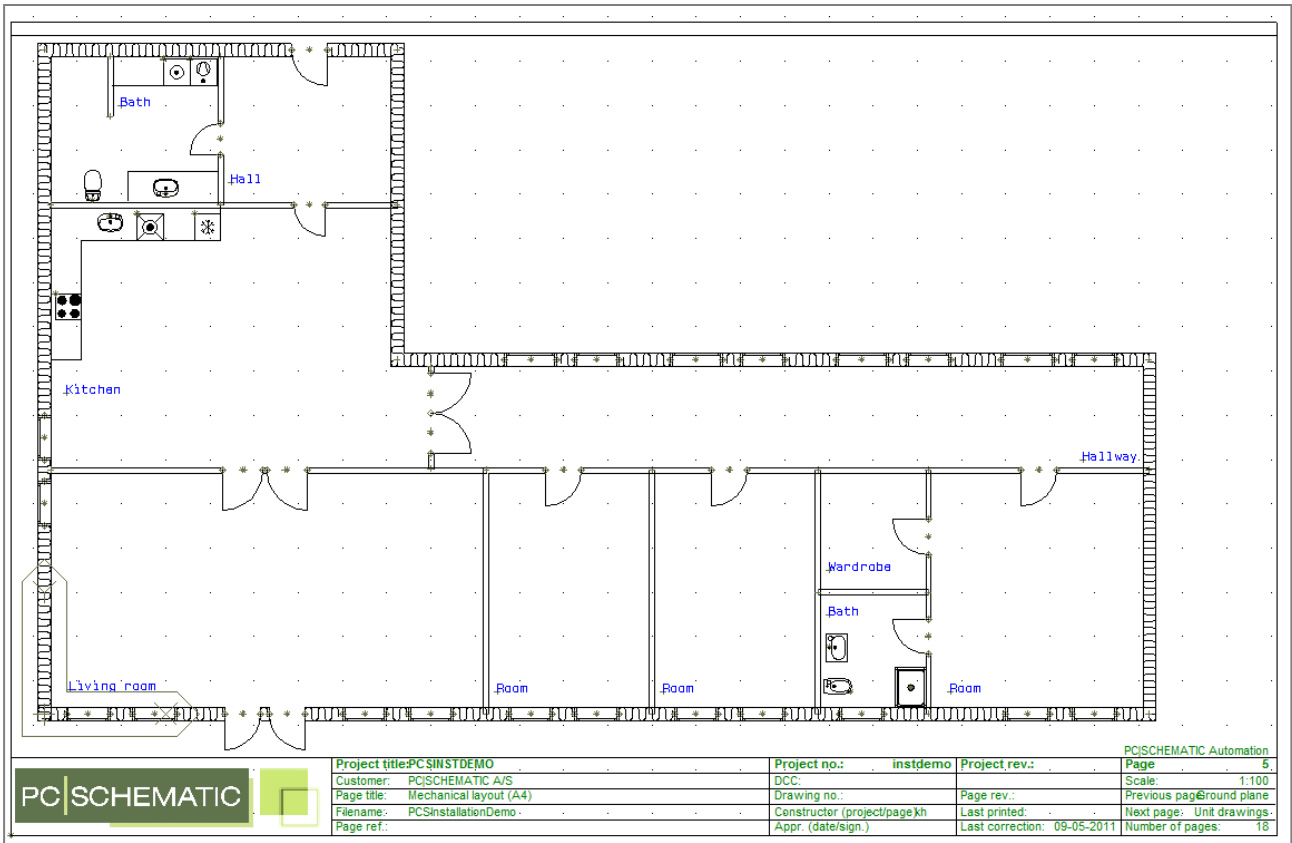 Bath
Hall
Kitchen
Hallway
Wardrobe
Bath
Living room
Room
Room
Room
PC|SCHEMATIC Automation
PC|SCHEMATIC
Project title: PCSINSTDEMO
Project no.: instdemo
Project rev.:
Page 5
Customer: PC|SCHEMATIC A/S
DCC:
Scale: 1:100
Page title: Mechanical layout (A4)
Drawing no.:
Page rev.:
Previous page Ground plane
Filename: PCSInstallationDemo
Constructer (project/page) kh
Last printed:
Next page: Unit drawings
Page ref.:
Appr. (date/sign.)
Last correction: 09-05-2011
Number of pages: 18